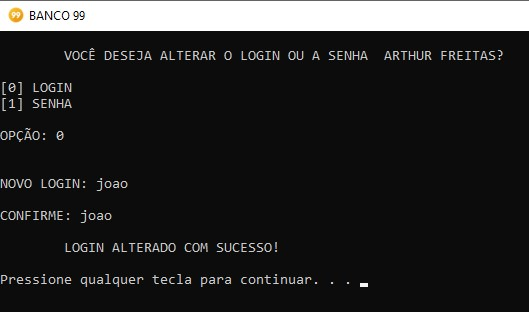 99 BANCO 99
VOCÊ DESEJA ALTERAR O LOGIN OU A SENHA  ARTHUR FREITAS?
[0] LOGIN
[1] SENHA
OPÇÃO: 0
NOVO LOGIN: joao
CONFIRME: joao
LOGIN ALTERADO COM SUCESSO!
Pressione qualquer tecla para continuar. . .